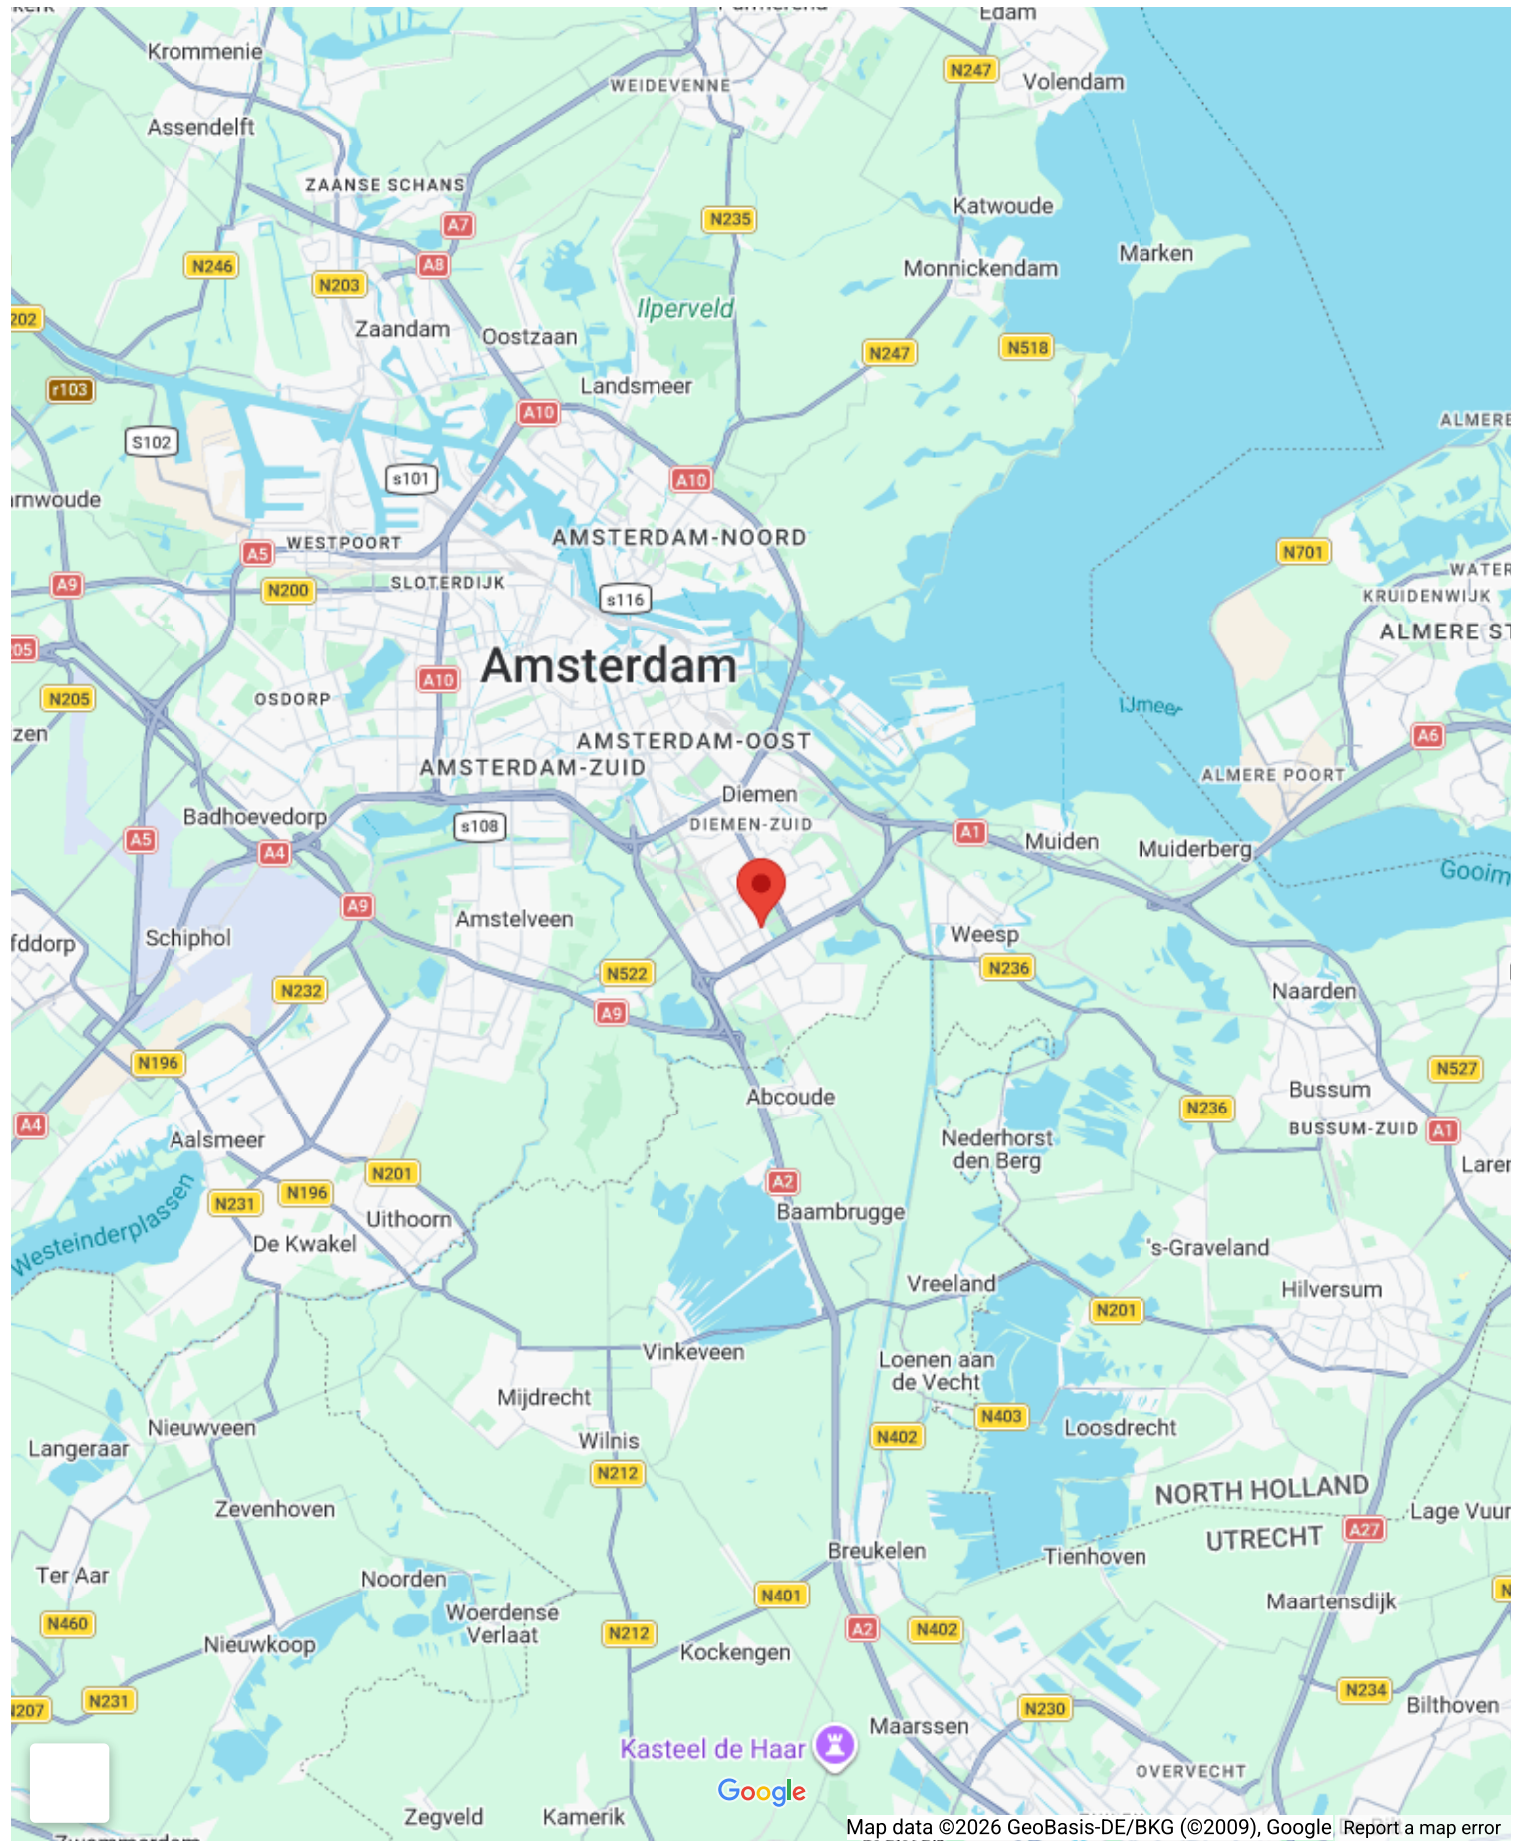 Edam
Krommenie
N247
Volendam
WEIDEVENNE
Assendelft
ZAANSE SCHANS
Katwoude
N235
A7
Marken
N246
A8
Monnickendam
N203
Ilperveld
202
Zaandam
Oostzaan
N247
N518
r103
Landsmeer
A10
ALMERE
S102
s101
A10
AMSTERDAM-NOORD
WESTPOORT
A5
N701
A9
N200
SLOTERDIJK
WATER
s116
KRUIDENWIJK
ALMERE ST
05
Amsterdam
A10
N205
OSDORP
IJmeer
zen
AMSTERDAM-OOST
A6
AMSTERDAM-ZUID
ALMERE POORT
Diemen
Badhoevedorp
s108
DIEMEN-ZUID
A1
A5
A4
Muiden
Muiderberg
Gooim
A9
Amstelveen
Schiphol
fddorp
Weesp
N522
N236
N232
Naarden
A9
N196
N527
Abcoude
Bussum
N236
A4
Aalsmeer
BUSSUM-ZUID
A1
Nederhorst
den Berg
Laren
N201
A2
N231
N196
Westeinderplassen
Uithoorn
Baambrugge
De Kwakel
's-Graveland
Vreeland
Hilversum
N201
Vinkeveen
Loenen aan
de Vecht
Mijdrecht
N403
Nieuwveen
N402
Loosdrecht
Langeraar
Wilnis
N212
NORTH HOLLAND
Zevenhoven
Lage Vuur
UTRECHT
A27
Breukelen
Tienhoven
Ter Aar
Noorden
N401
Maartensdijk
Woerdense
Verlaat
N460
A2
N402
N212
Nieuwkoop
Kockengen
N234
N231
N207
N230
Bilthoven
Maarssen
Kasteel de Haar
OVERVECHT
Google
Zegveld
Kamerik
Map data ©2026 GeoBasis-DE/BKG (©2009), Google
Report a map error